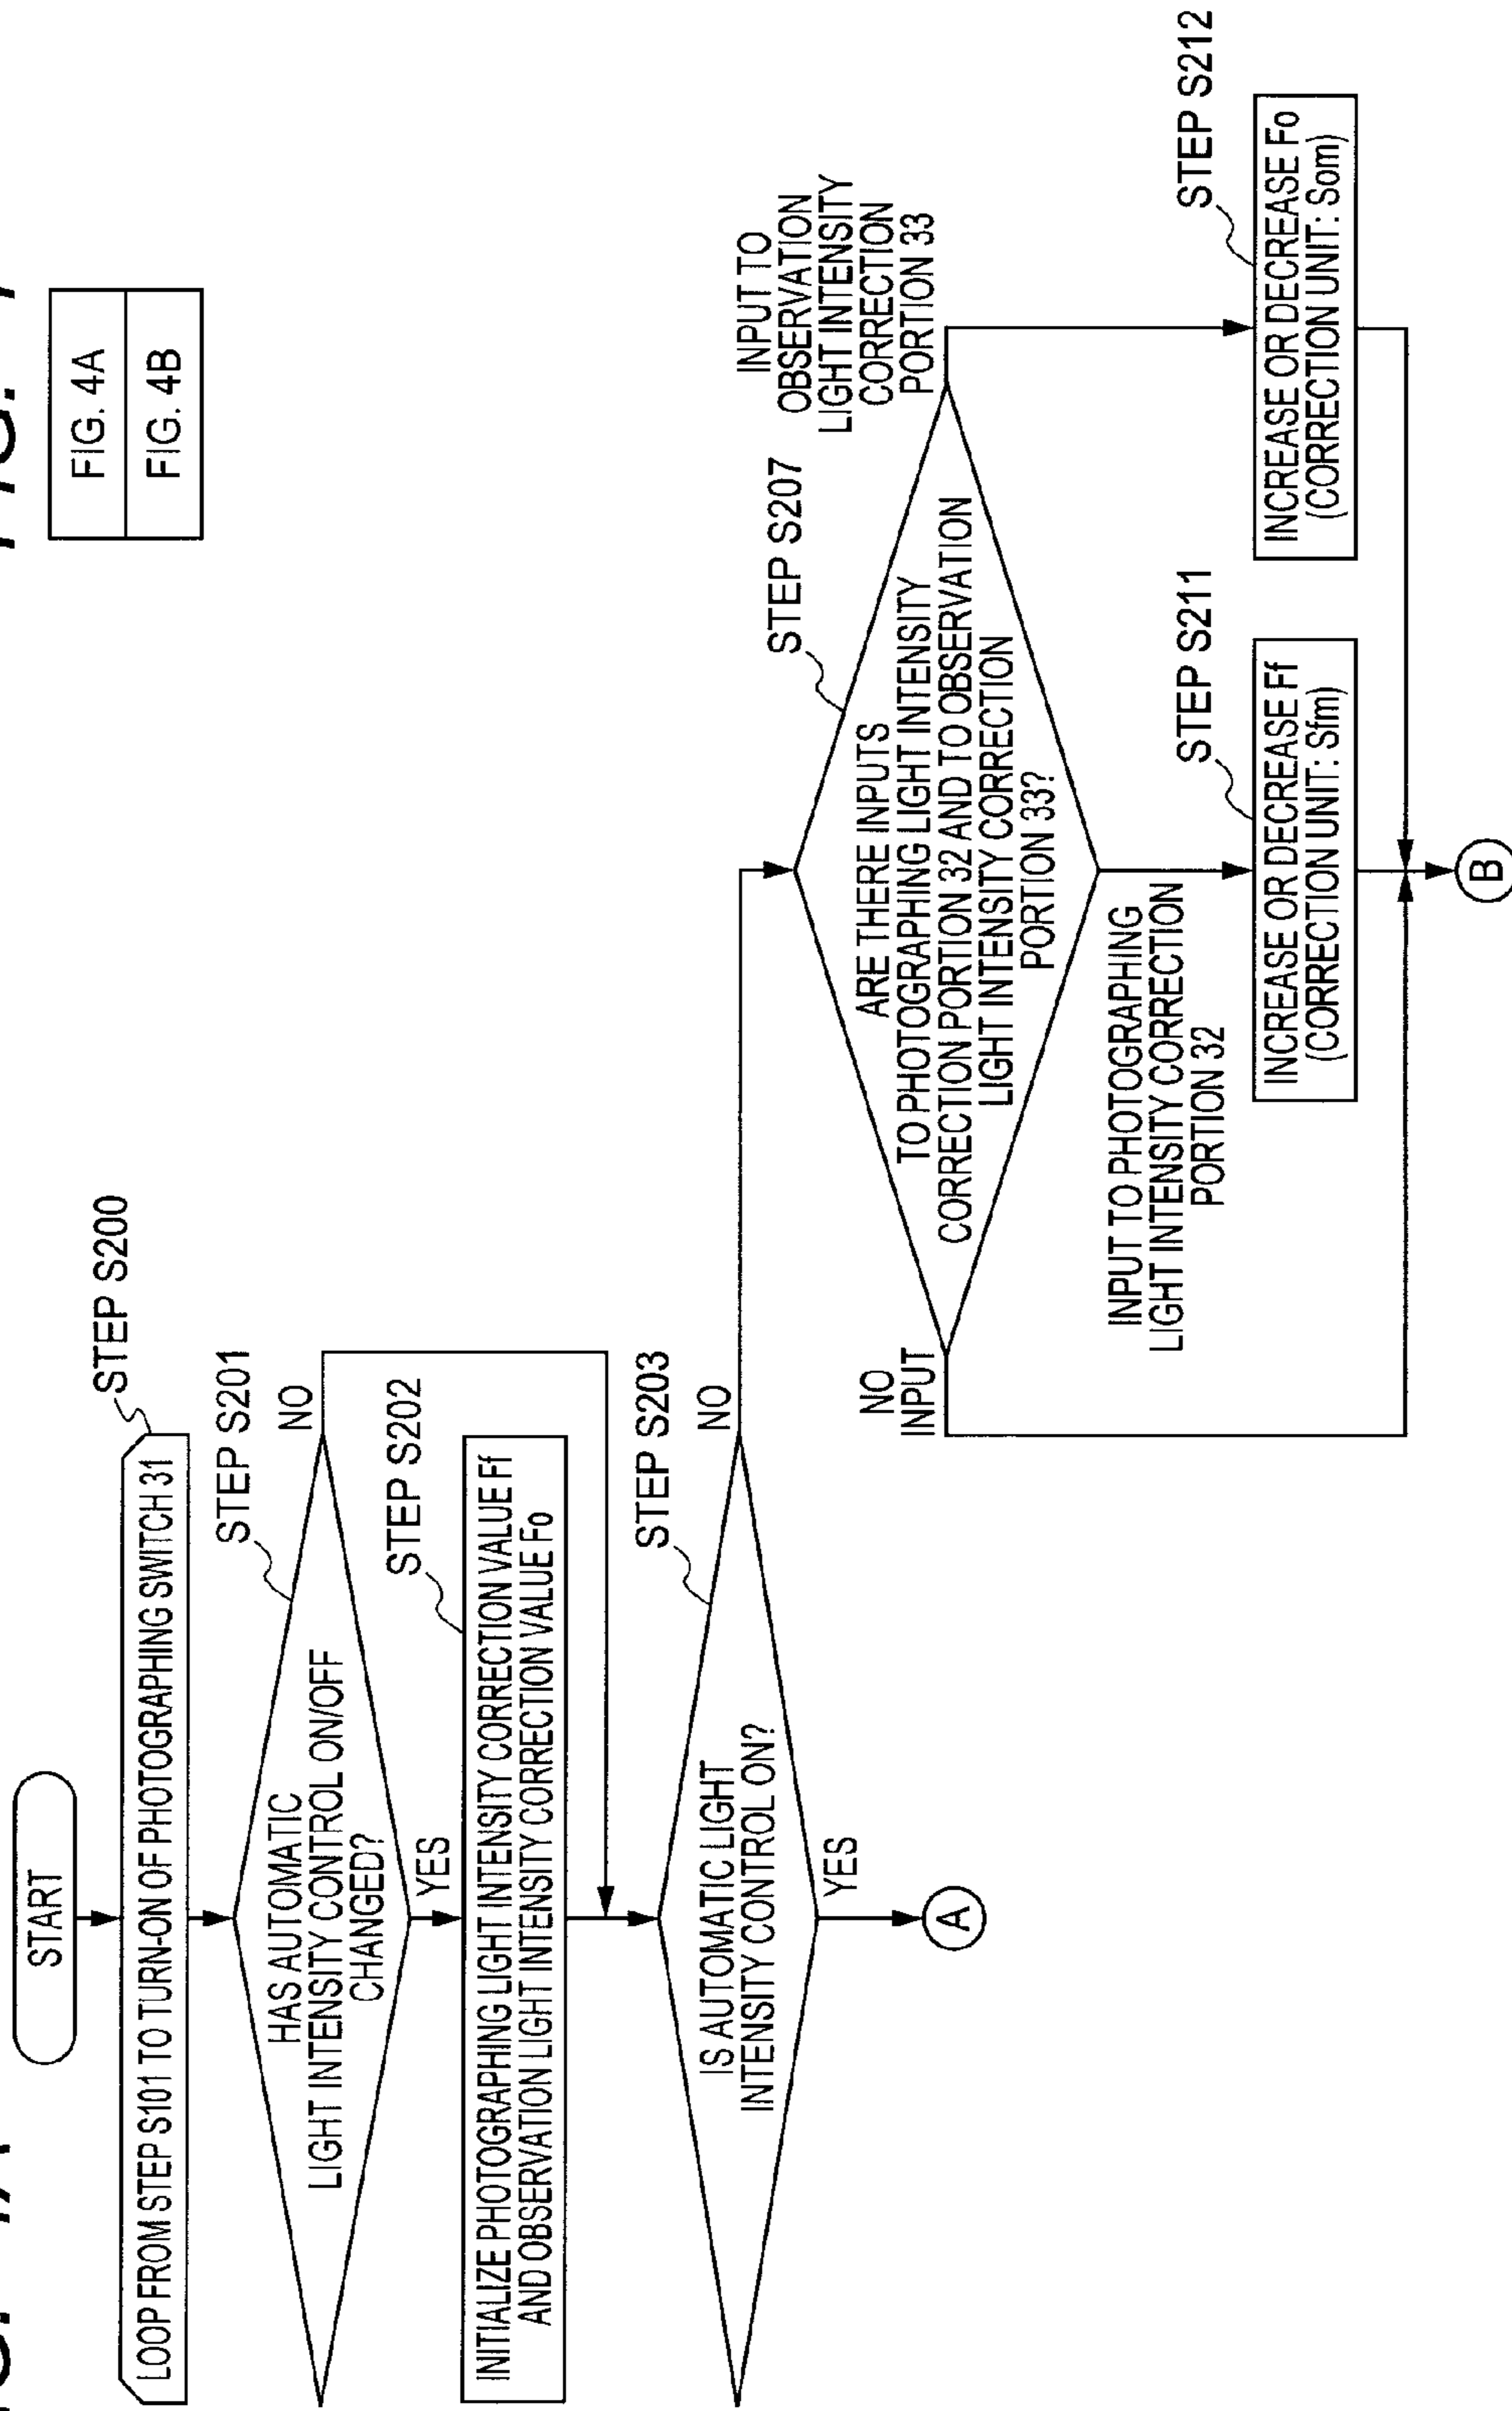 FIG. 4A
FIG. 4
FIG. 4A
FIG. 4B
START
STEP S200
LOOP FROM STEP S101 TO TURN-ON OF PHOTOGRAPHING SWITCH 31
STEP S201
HAS AUTOMATIC
LIGHT INTENSITY CONTROL ON/OFF
CHANGED?
NO
YES
STEP S202
INITIALIZE PHOTOGRAPHING LIGHT INTENSITY CORRECTION VALUE Ff
AND OBSERVATION LIGHT INTENSITY CORRECTION VALUE Fo
STEP S203
IS AUTOMATIC LIGHT
INTENSITY CONTROL ON?
NO
YES
A
STEP S207
ARE THERE INPUTS
TO PHOTOGRAPHING LIGHT INTENSITY
CORRECTION PORTION 32 AND TO OBSERVATION
LIGHT INTENSITY CORRECTION
PORTION 33?
NO
INPUT
INPUT TO
OBSERVATION
LIGHT INTENSITY
CORRECTION
PORTION 33
INPUT TO PHOTOGRAPHING
LIGHT INTENSITY CORRECTION
PORTION 32
STEP S211
INCREASE OR DECREASE Ff
(CORRECTION UNIT: Sfm)
STEP S212
INCREASE OR DECREASE Fo
(CORRECTION UNIT: Som)
B